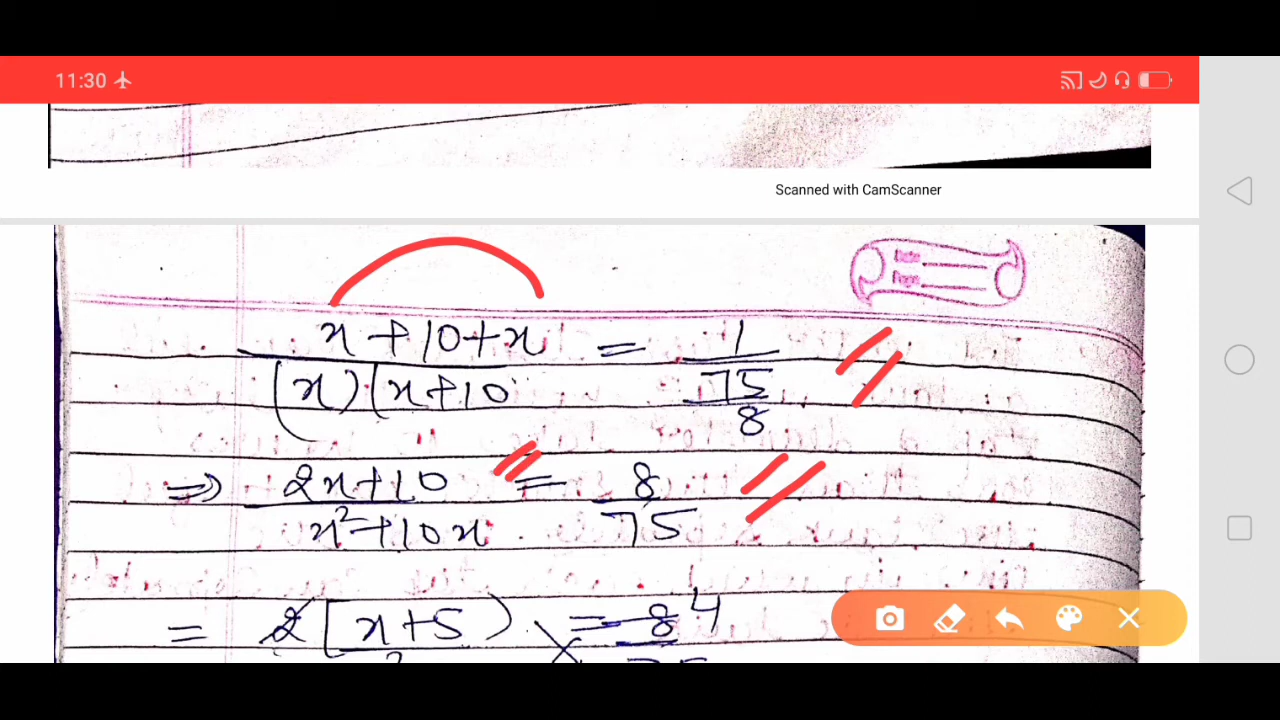 11:30
Scanned with CamScanner
x+10+x / (x)(x+10 = 1 / 75/8
⇒ 2x+10 / x²+10x = 8 / 75
= 2(x+5) = 8 4